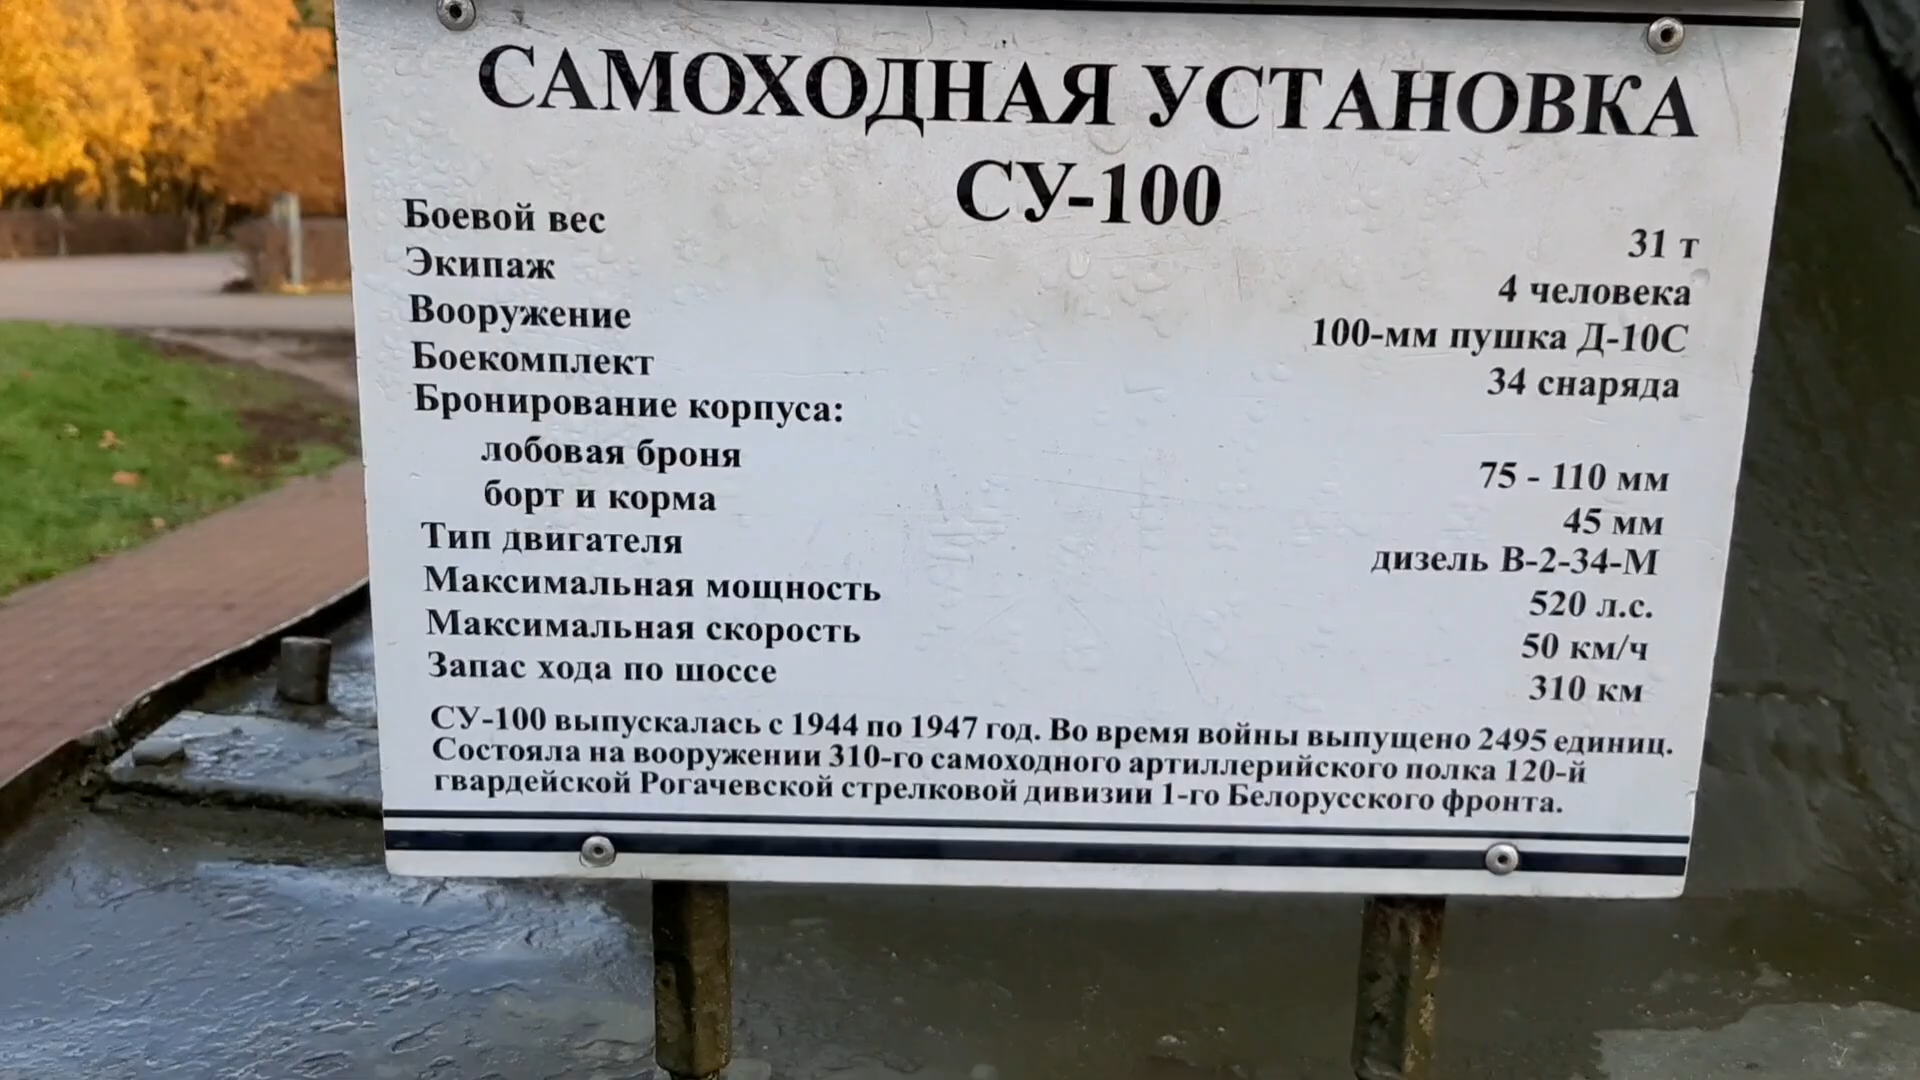 САМОХОДНАЯ УСТАНОВКА
СУ-100
Боевой вес 31 т
Экипаж 4 человека
Вооружение 100-мм пушка Д-10С
Боекомплект 34 снаряда
Бронирование корпуса:
лобовая броня 75 - 110 мм
борт и корма 45 мм
Тип двигателя дизель В-2-34-М
Максимальная мощность 520 л.с.
Максимальная скорость 50 км/ч
Запас хода по шоссе 310 км
СУ-100 выпускалась с 1944 по 1947 год. Во время войны выпущено 2495 единиц.
Состояла на вооружении 310-го самоходного артиллерийского полка 120-й
гвардейской Рогачевской стрелковой дивизии 1-го Белорусского фронта.